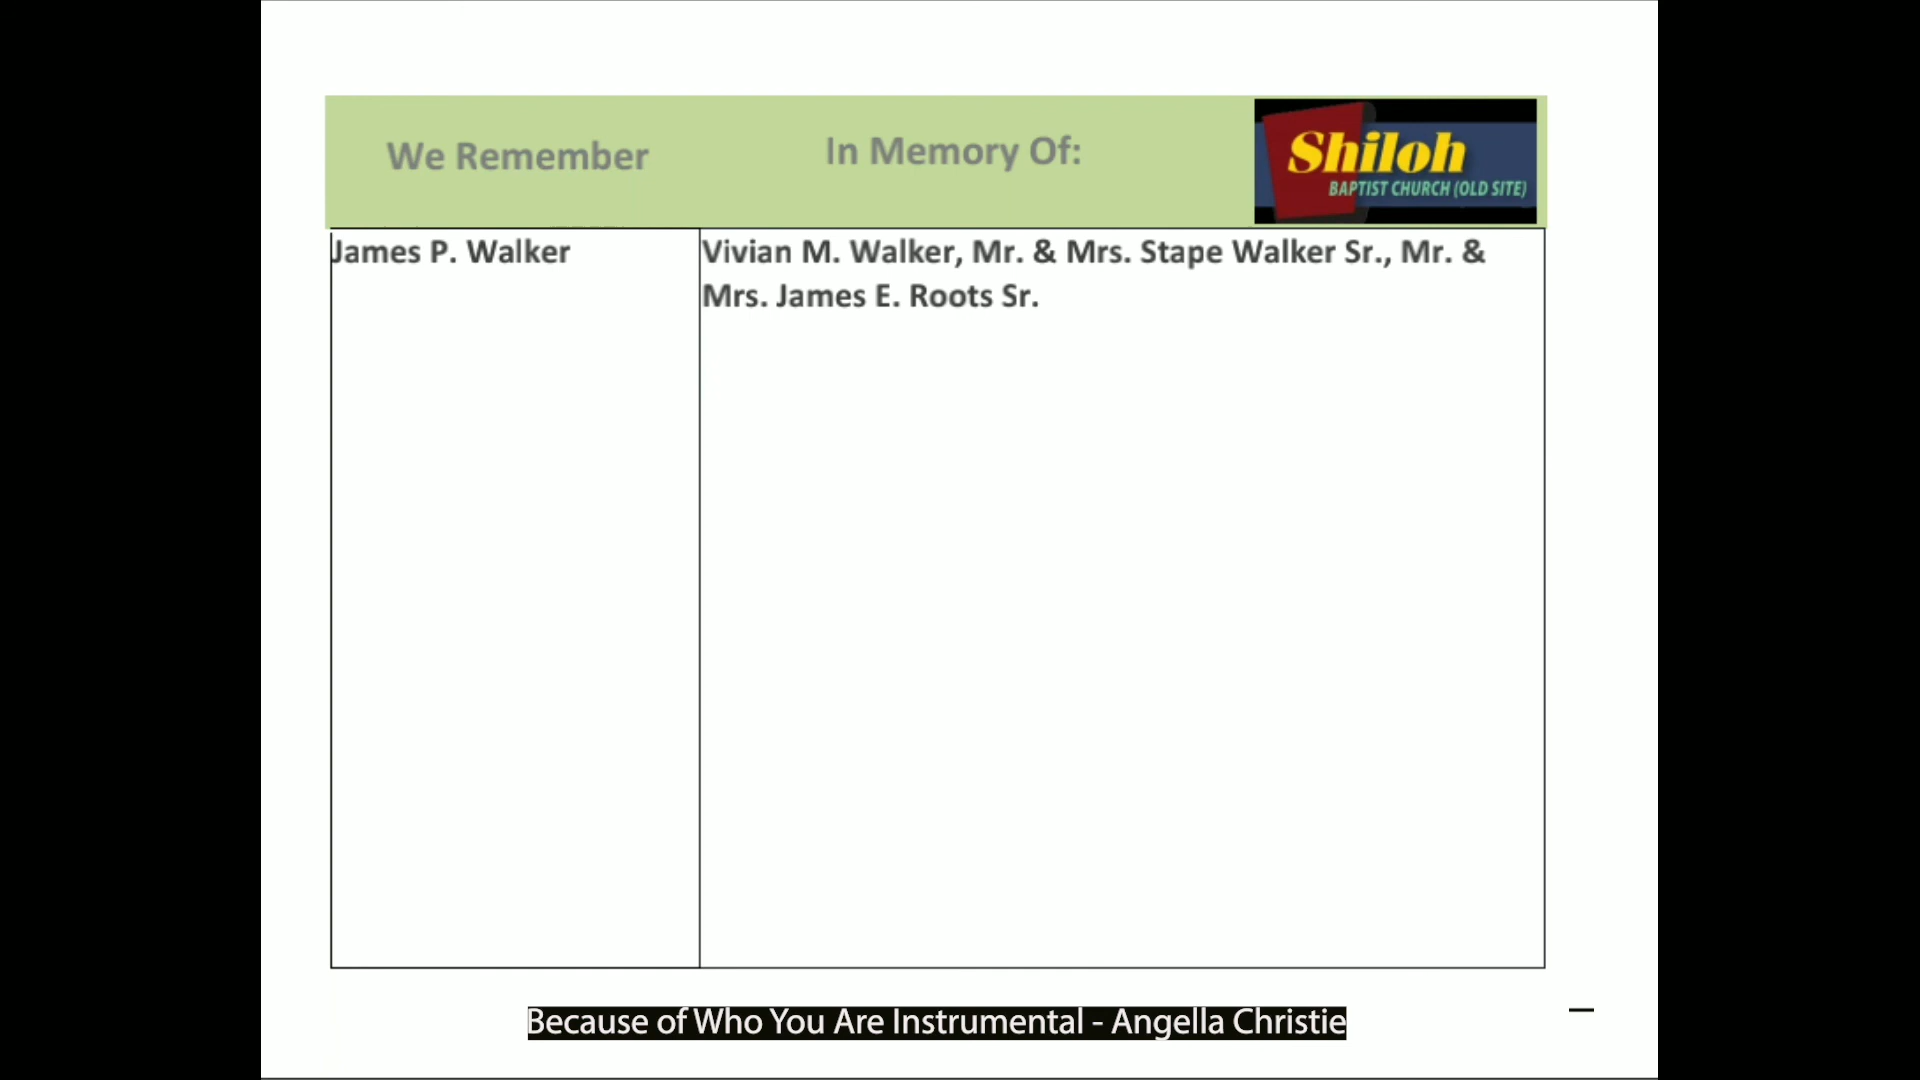 We Remember
In Memory Of:
Shiloh
BAPTIST CHURCH (OLD SITE)
James P. Walker
Vivian M. Walker, Mr. & Mrs. Stape Walker Sr., Mr. &
Mrs. James E. Roots Sr.
Because of Who You Are Instrumental - Angella Christie